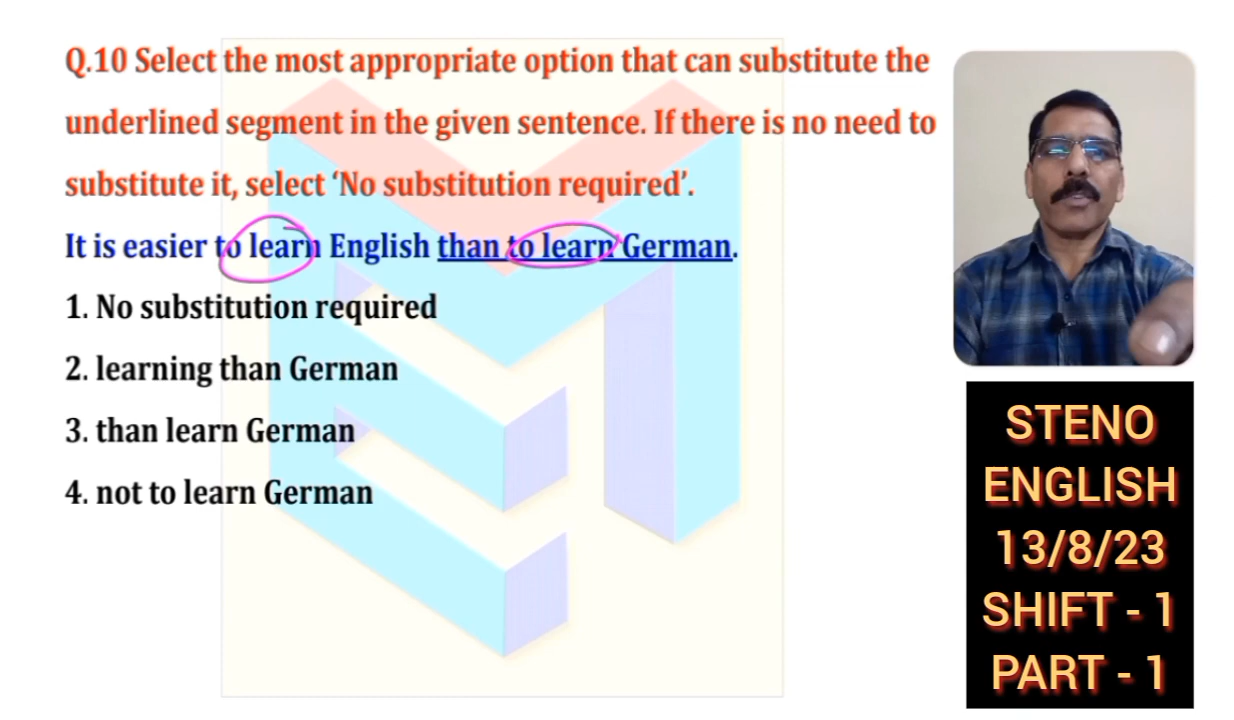 Q.10 Select the most appropriate option that can substitute the
underlined segment in the given sentence. If there is no need to
substitute it, select ‘No substitution required’.
It is easier to learn English than to learn German.
1. No substitution required
2. learning than German
3. than learn German
4. not to learn German
STENO
ENGLISH
13/8/23
SHIFT - 1
PART - 1